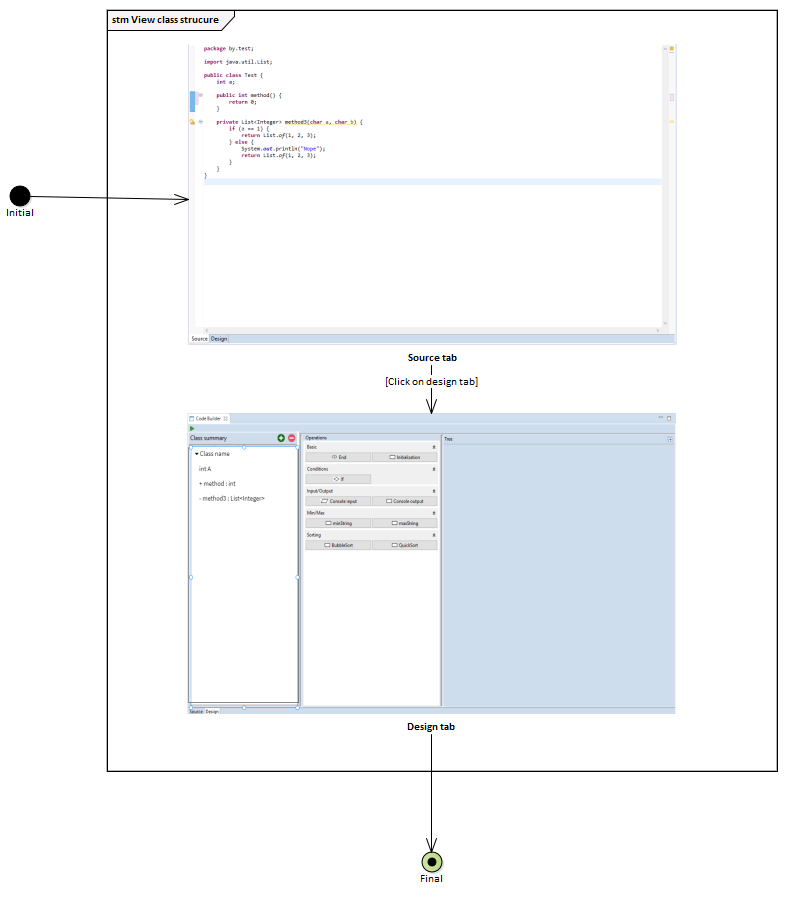 stm View class strucure
package by.test;
import java.util.List;
public class Test {
int a;
public int method() {
return 0;
}
private List<Integer> method3(char a, char b) {
if (a == 1) {
return List.of(1, 2, 3);
} else {
System.out.println("Nope");
return List.of(1, 2, 3);
}
}
}
Initial
Source Design
Source tab
[Click on design tab]
Code Builder
Class summary
Operations
Tree
Basic
Class name
End Initialization
int A
Conditions
If
+ method : int
Input/Output
- method3 : List<Integer>
Console input Console output
Min/Max
minString maxString
Sorting
BubbleSort QuickSort
Source Design
Design tab
Final